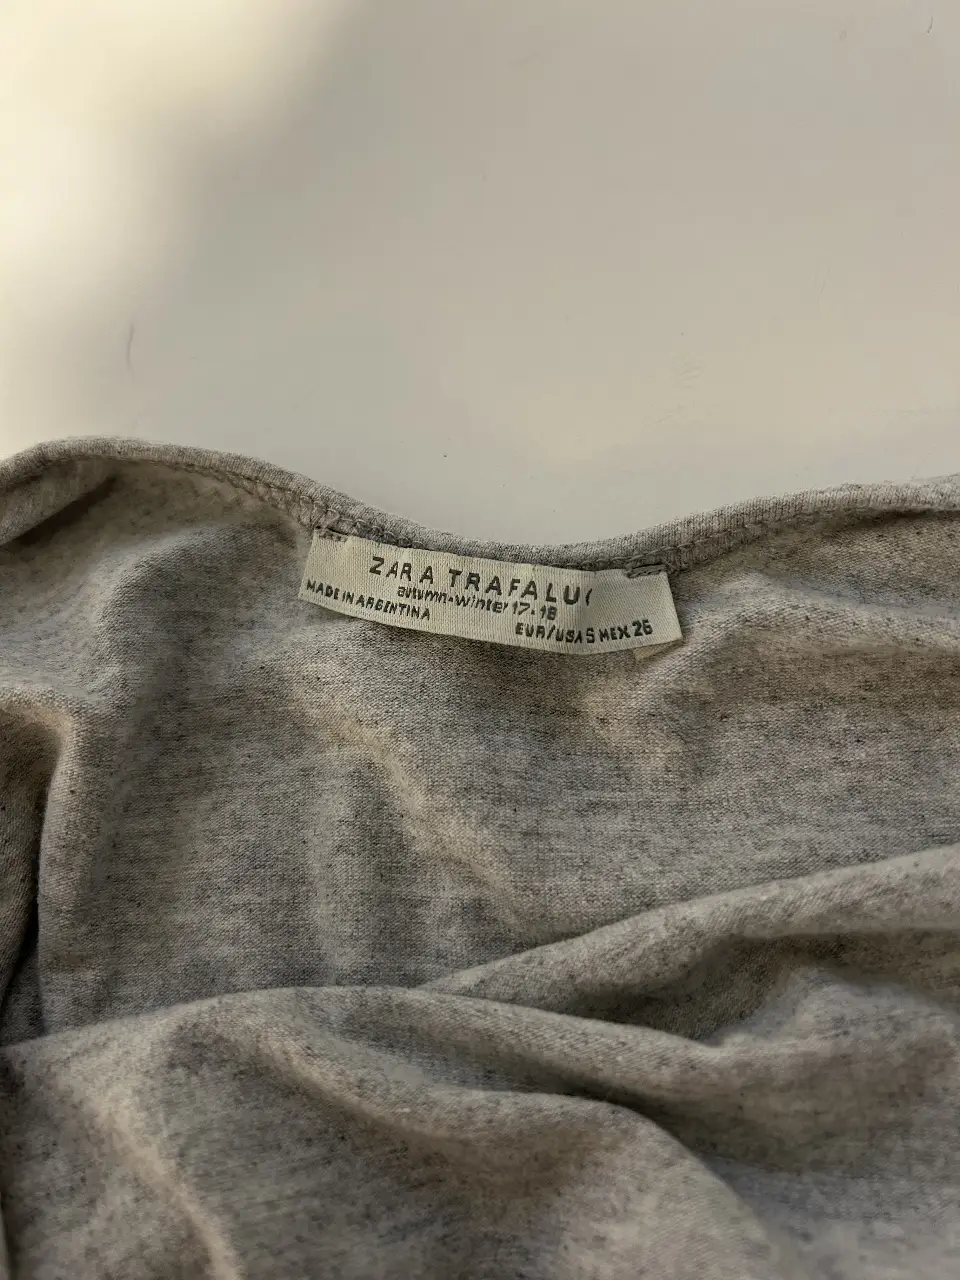 ZARA TRAFALUC
autumn-winter 17-18
MADE IN ARGENTINA
EUR/USA S MEX 26